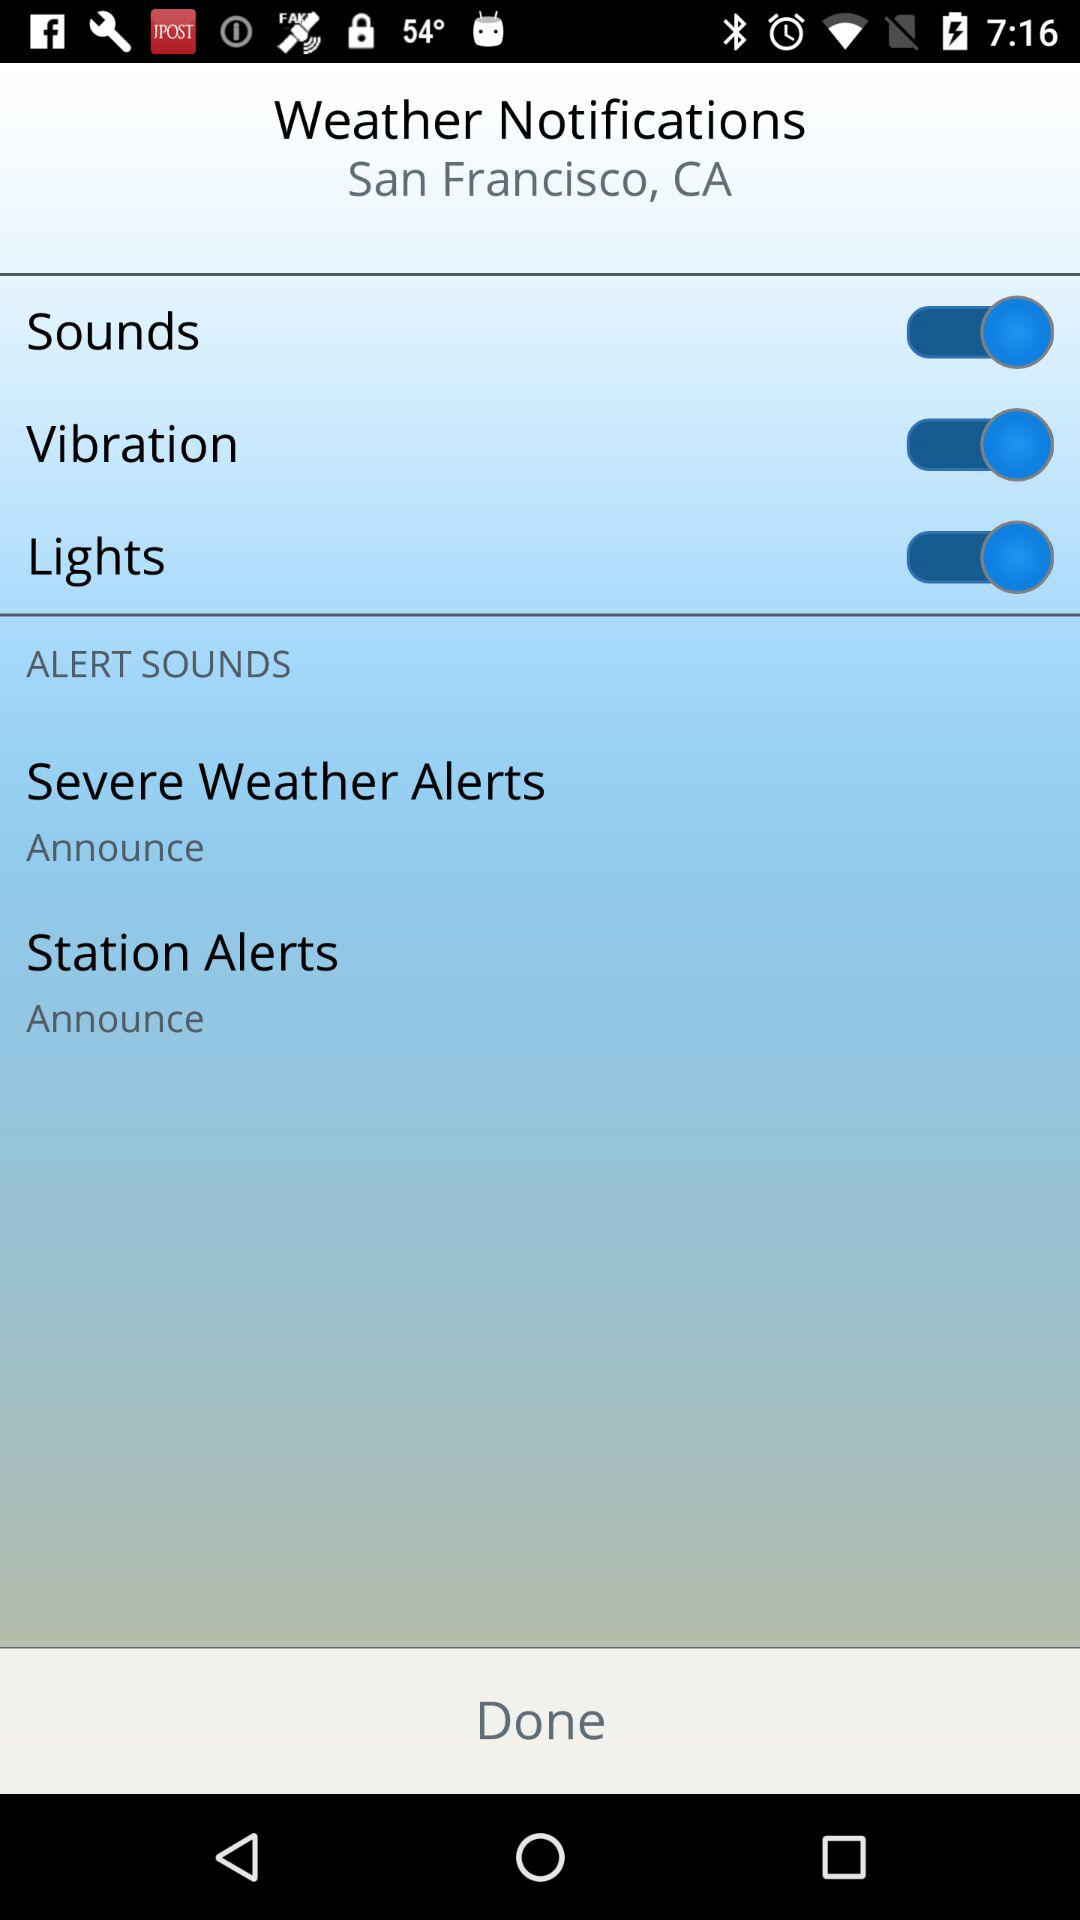 JPOST FAKE 54° 7:16
Weather Notifications
San Francisco, CA
Sounds
Vibration
Lights
ALERT SOUNDS
Severe Weather Alerts
Announce
Station Alerts
Announce
Done